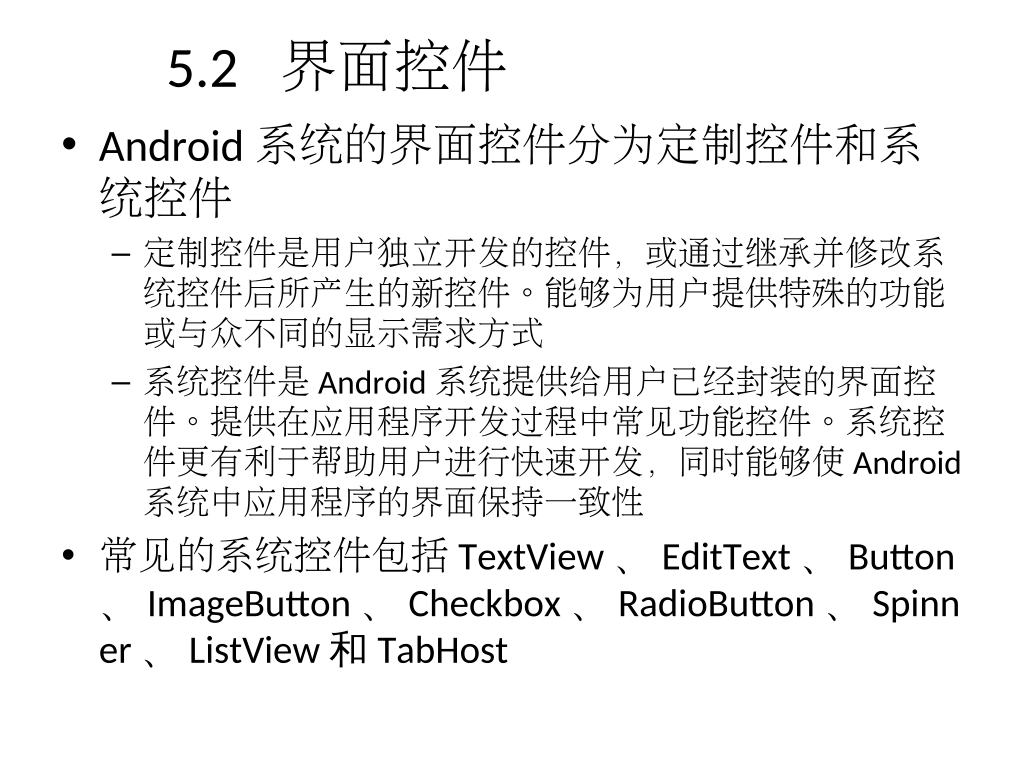 5.2 界面控件
• Android 系统的界面控件分为定制控件和系
统控件
– 定制控件是用户独立开发的控件，或通过继承并修改系
统控件后所产生的新控件。能够为用户提供特殊的功能
或与众不同的显示需求方式
– 系统控件是 Android 系统提供给用户已经封装的界面控
件。提供在应用程序开发过程中常见功能控件。系统控
件更有利于帮助用户进行快速开发，同时能够使 Android
系统中应用程序的界面保持一致性
• 常见的系统控件包括 TextView 、 EditText 、 Button
、 ImageButton 、 Checkbox 、 RadioButton 、 Spinn
er 、 ListView 和 TabHost